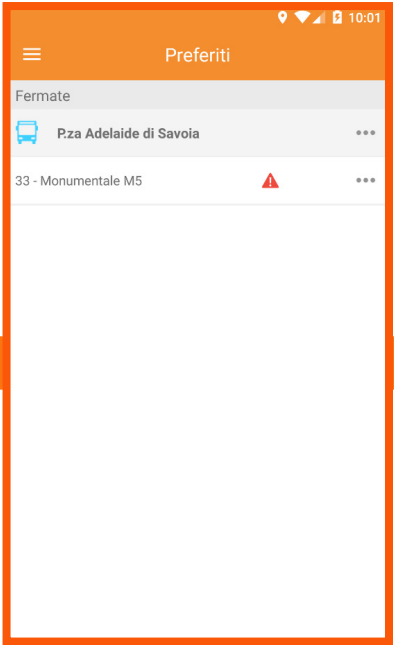 10:01
Preferiti
Fermate
P.za Adelaide di Savoia
33 - Monumentale M5